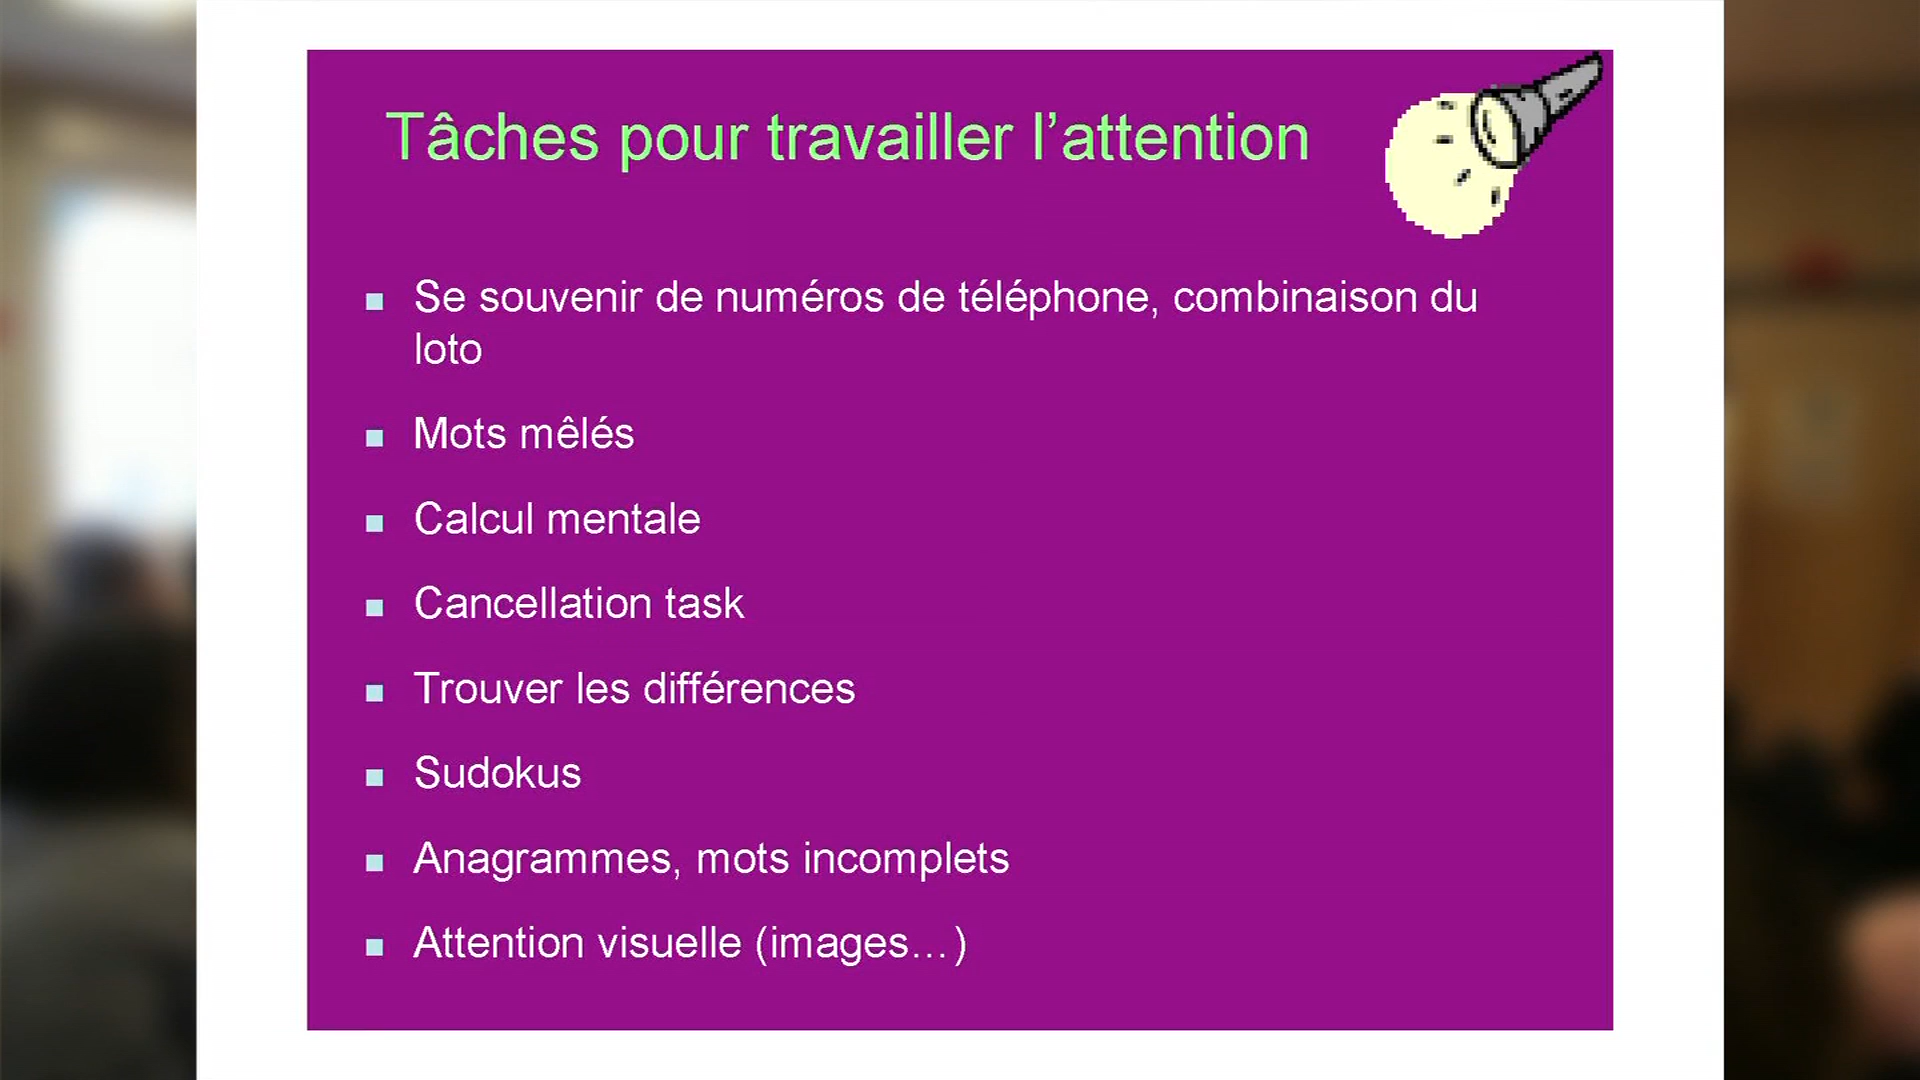 Tâches pour travailler l’attention
Se souvenir de numéros de téléphone, combinaison du
loto
Mots mêlés
Calcul mentale
Cancellation task
Trouver les différences
Sudokus
Anagrammes, mots incomplets
Attention visuelle (images…)